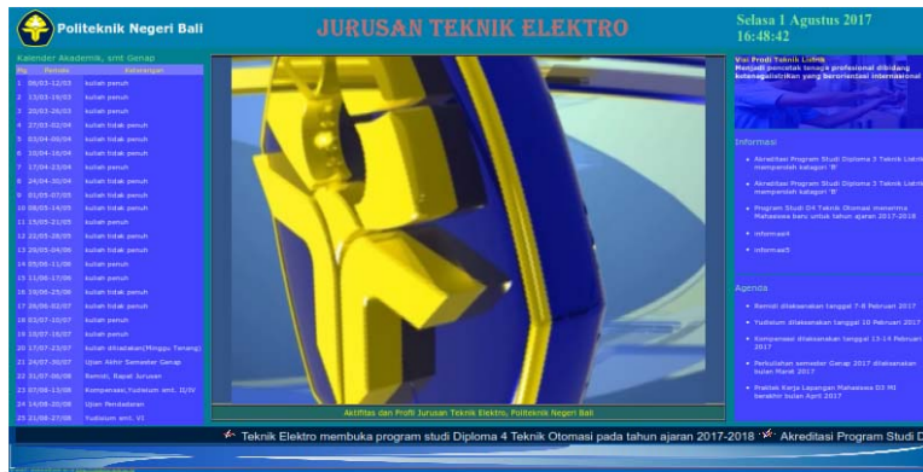 Politeknik Negeri Bali
JURUSAN TEKNIK ELEKTRO
Selasa 1 Agustus 2017
16:48:42
Kalender Akademik, smt Genap
Mg Periode Keterangan
1 06/03-12/03 kuliah penuh
2 13/03-19/03 kuliah penuh
3 20/03-26/03 kuliah penuh
4 27/03-02/04 kuliah tidak penuh
5 03/04-09/04 kuliah tidak penuh
6 10/04-16/04 kuliah tidak penuh
7 17/04-23/04 kuliah tidak penuh
8 24/04-30/04 kuliah tidak penuh
9 01/05-07/05 kuliah tidak penuh
10 08/05-14/05 kuliah tidak penuh
11 15/05-21/05 kuliah penuh
12 22/05-28/05 kuliah tidak penuh
13 29/05-04/06 kuliah tidak penuh
14 05/06-11/06 kuliah penuh
15 11/06-17/06 kuliah penuh
16 19/06-25/06 kuliah tidak penuh
17 26/06-02/07 kuliah tidak penuh
18 03/07-10/07 kuliah penuh
19 10/07-16/07 kuliah penuh
20 17/07-23/07 kuliah ditiadakan(Minggu Tenang)
21 24/07-30/07 Ujian Akhir Semester Genap
22 31/07-06/08 Remidi, Rapat Jurusan
23 07/08-13/08 Kompensasi,Yudisium smt. II/IV
24 14/08-20/08 Ujian Pendadaran
25 21/08-27/08 Yudisium smt. VI
Aktifitas dan Profil Jurusan Teknik Elektro, Politeknik Negeri Bali
Visi Prodi Teknik Listrik
Menjadi pencetak tenaga profesional dibidang
ketenagalistrikan yang berorientasi internasional
Informasi
Akreditasi Program Studi Diploma 3 Teknik Listrik
memperoleh kategori 'B'
Akreditasi Program Studi Diploma 3 Teknik Listrik
memperoleh kategori 'B'
Program Studi D4 Teknik Otomasi menerima
Mahasiswa baru untuk tahun ajaran 2017-2018
informasi4
informasi5
Agenda
Remidi dilaksanakan tanggal 7-8 Pebruari 2017
Yudisium dilaksanakan tanggal 10 Pebruari 2017
Kompensasi dilaksanakan tanggal 13-14 Pebruari
2017
Perkuliahan semester Genap 2017 dilaksanakan
bulan Maret 2017
Praktek Kerja Lapangan Mahasiswa D3 MI
berakhir bulan April 2017
Teknik Elektro membuka program studi Diploma 4 Teknik Otomasi pada tahun ajaran 2017-2018 Akreditasi Program Studi D